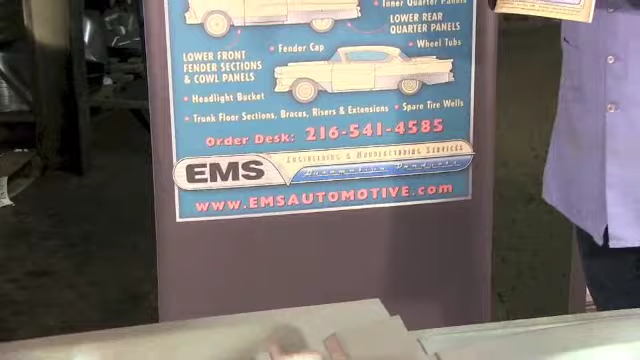 • Inner Quarter Panels
LOWER REAR
QUARTER PANELS
LOWER FRONT
FENDER SECTIONS
& COWL PANELS
• Fender Cap
• Wheel Tubs
• Headlight Bucket
• Spare Tire Wells
• Trunk Floor Sections, Braces, Risers & Extensions
Order Desk: 216-541-4585
EMS ENGINEERING & MANUFACTURING SERVICES
Automotive Products
www.EMSAUTOMOTIVE.com